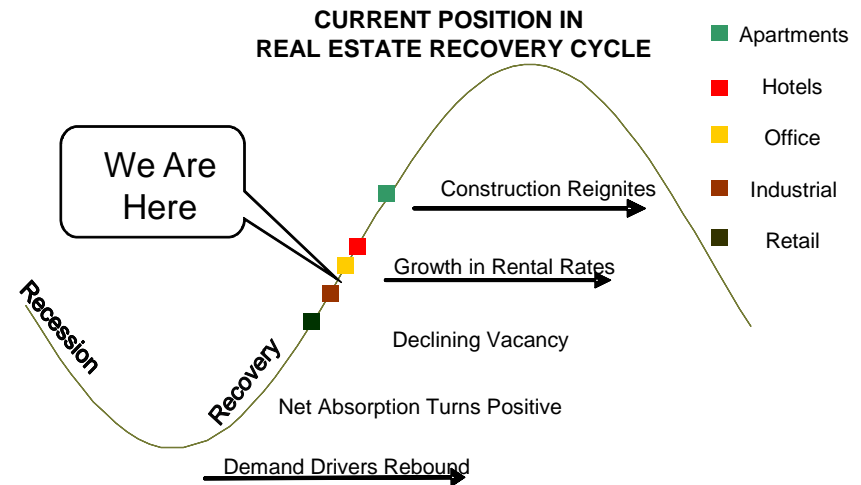 CURRENT POSITION IN
REAL ESTATE RECOVERY CYCLE
Apartments
Hotels
Office
Industrial
Retail
We Are
Here
Construction Reignites
Growth in Rental Rates
Declining Vacancy
Net Absorption Turns Positive
Demand Drivers Rebound
Recession
Recovery